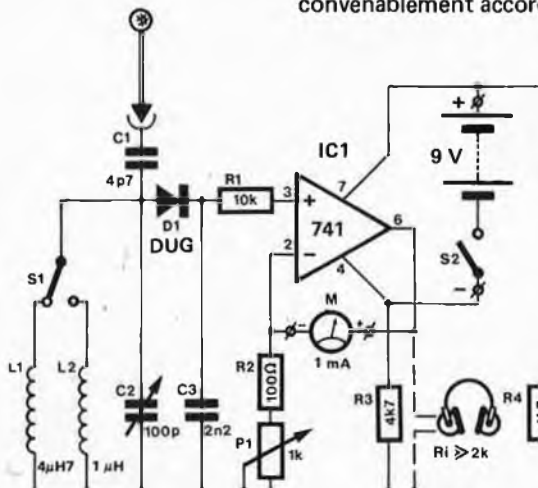 convenablement accor
C1
4p7
R1
10k
D1
DUG
IC1
3
+
741
2
−
7
6
4
+
9 V
S2
−
S1
M
−
+
1 mA
L1
L2
4µH7
1 µH
C2
100p
C3
2n2
R2
100Ω
P1
1k
R3
4k7
R4
Ri ⩾ 2k